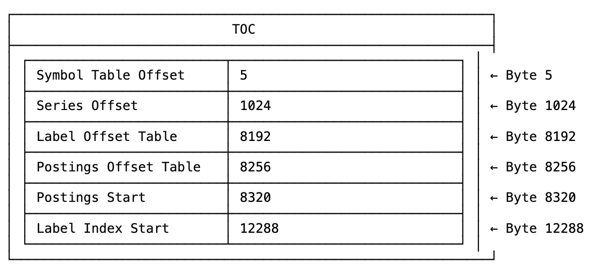 TOC
Symbol Table Offset 5 ← Byte 5
Series Offset 1024 ← Byte 1024
Label Offset Table 8192 ← Byte 8192
Postings Offset Table 8256 ← Byte 8256
Postings Start 8320 ← Byte 8320
Label Index Start 12288 ← Byte 12288